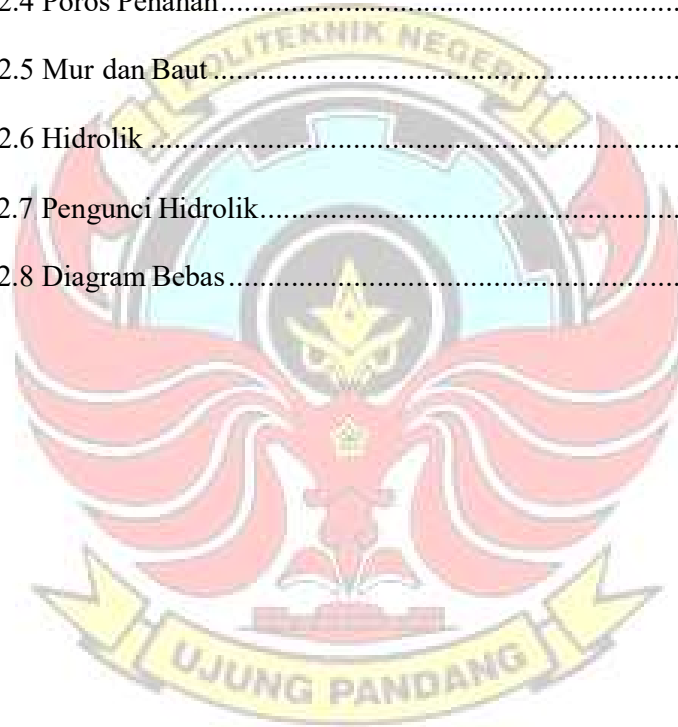 2.4 Poros Penahan....................................................................
POLITEKNIK NEGERI
2.5 Mur dan Baut....................................................................
2.6 Hidrolik....................................................................
2.7 Pengunci Hidrolik....................................................................
2.8 Diagram Bebas....................................................................
UJUNG PANDANG